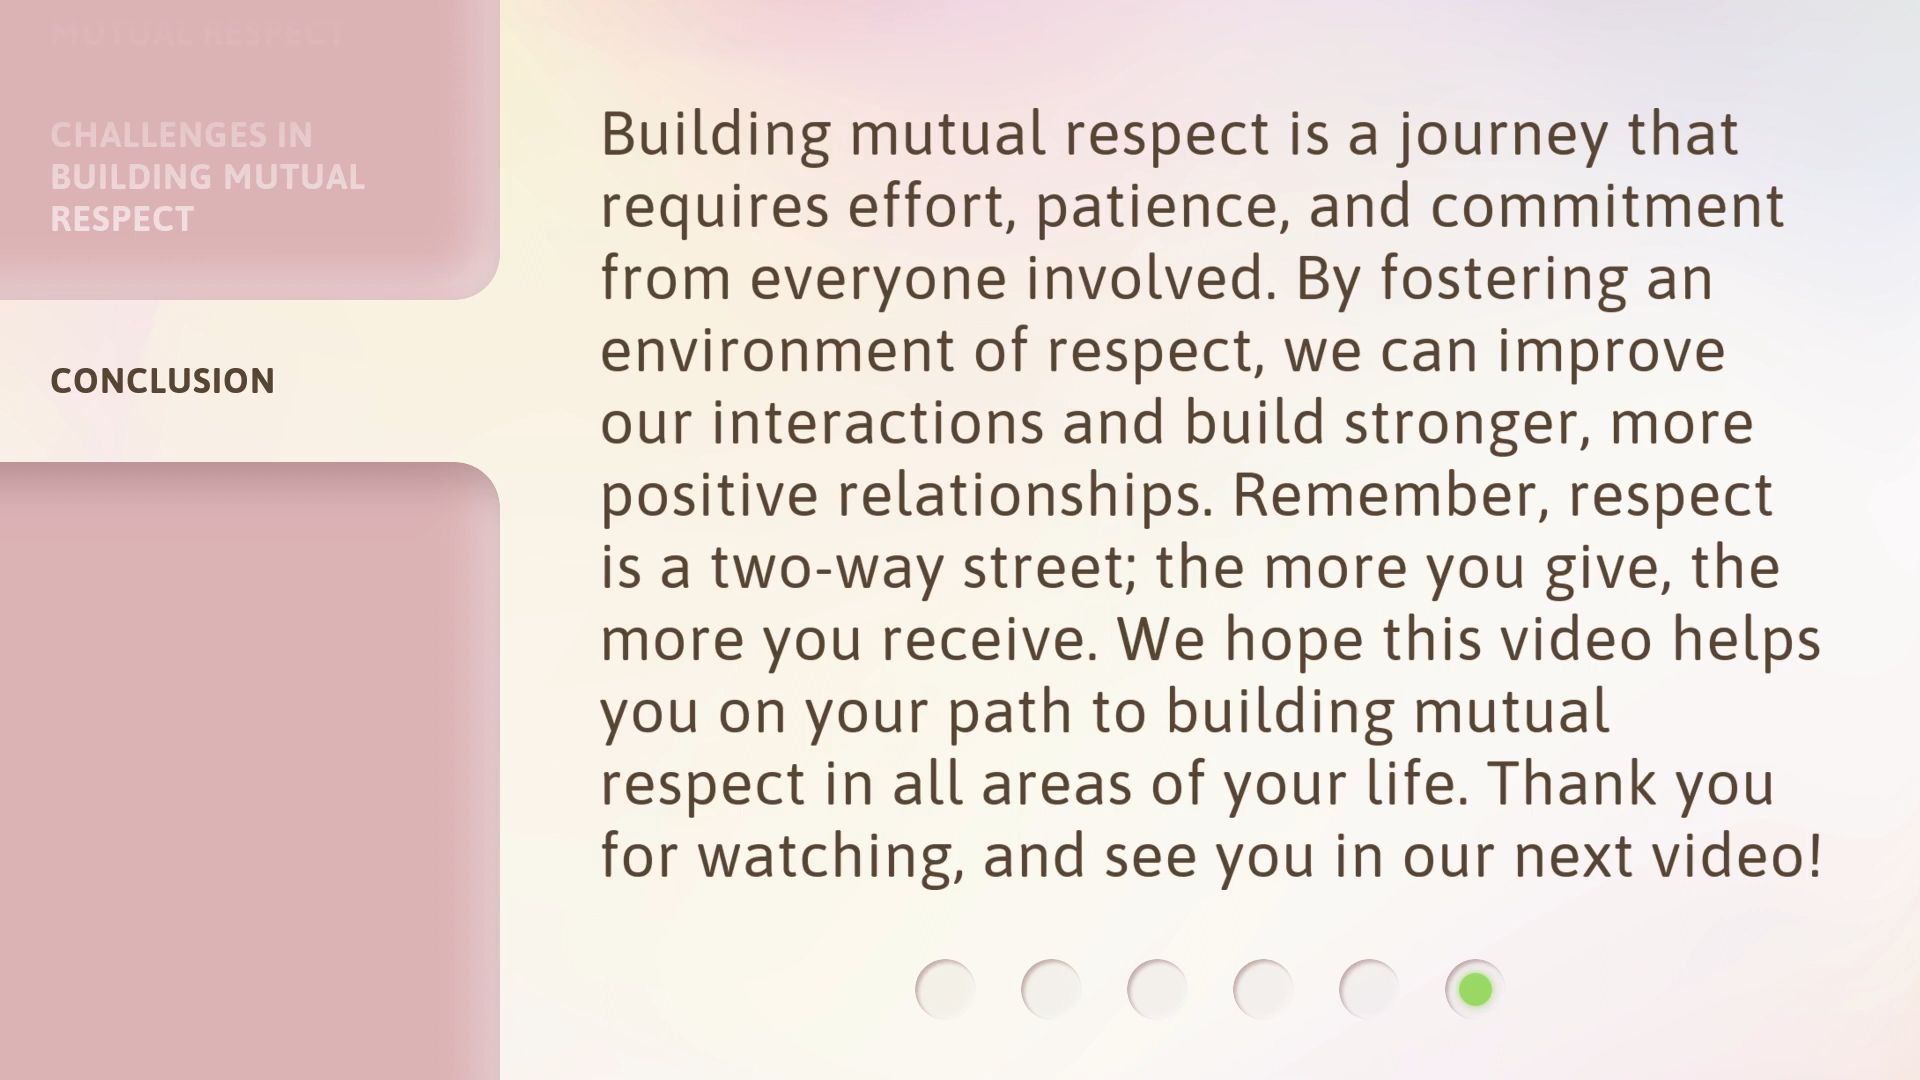 MUTUAL RESPECT
CHALLENGES IN
BUILDING MUTUAL
RESPECT
CONCLUSION
Building mutual respect is a journey that
requires effort, patience, and commitment
from everyone involved. By fostering an
environment of respect, we can improve
our interactions and build stronger, more
positive relationships. Remember, respect
is a two-way street; the more you give, the
more you receive. We hope this video helps
you on your path to building mutual
respect in all areas of your life. Thank you
for watching, and see you in our next video!